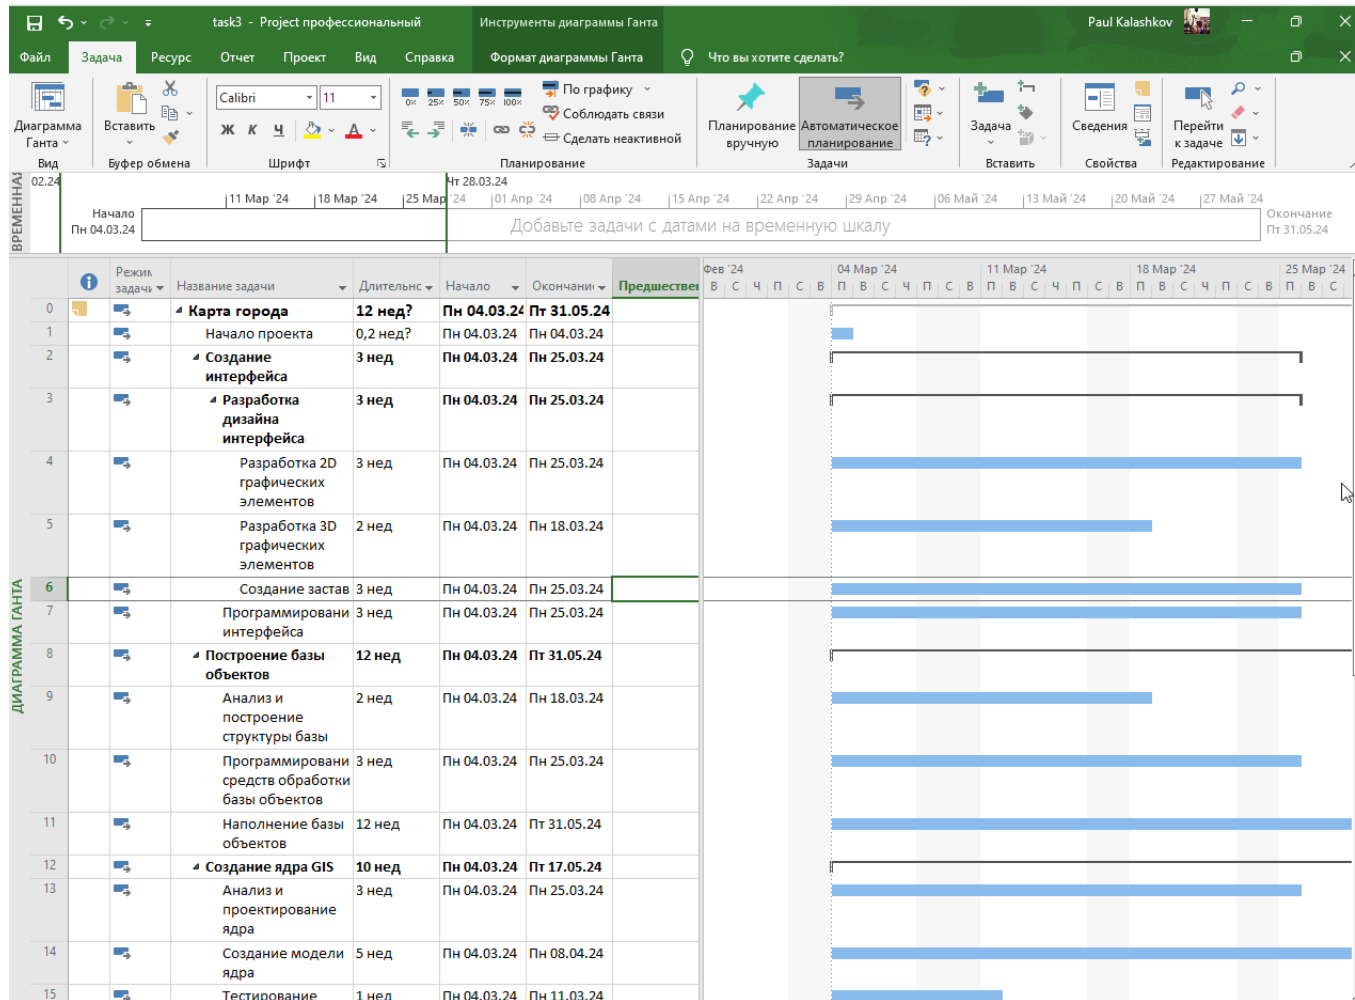 task3 - Project профессиональный
Инструменты диаграммы Ганта
Paul Kalashkov
Файл Задача Ресурс Отчет Проект Вид Справка Формат диаграммы Ганта Что вы хотите сделать?
Диаграмма Ганта
Вид
Вставить
Буфер обмена
Calibri 11
Ж К Ч
Шрифт
0× 25× 50× 75× 100×
По графику
Соблюдать связи
Сделать неактивной
Планирование
Планирование вручную
Автоматическое планирование
Задачи
Задача
Вставить
Сведения
Свойства
Перейти к задаче
Редактирование
ВРЕМЕННАЯ
02.24
Чт 28.03.24
11 Мар '24 18 Мар '24 25 Мар '24 01 Апр '24 08 Апр '24 15 Апр '24 22 Апр '24 29 Апр '24 06 Май '24 13 Май '24 20 Май '24 27 Май '24
Начало
Пн 04.03.24
Добавьте задачи с датами на временную шкалу
Окончание
Пт 31.05.24
ДИАГРАММА ГАНТА
Режим задачи Название задачи Длительнс Начало Окончани Предшествен
Фев '24 04 Мар '24 11 Мар '24 18 Мар '24 25 Мар '24
В С Ч П С В П В С Ч П С В П В С Ч П С В П В С Ч П С В П В С
0 Карта города 12 нед? Пн 04.03.24 Пт 31.05.24
1 Начало проекта 0,2 нед? Пн 04.03.24 Пн 04.03.24
2 Создание интерфейса 3 нед Пн 04.03.24 Пн 25.03.24
3 Разработка дизайна интерфейса 3 нед Пн 04.03.24 Пн 25.03.24
4 Разработка 2D графических элементов 3 нед Пн 04.03.24 Пн 25.03.24
5 Разработка 3D графических элементов 2 нед Пн 04.03.24 Пн 18.03.24
6 Создание застав 3 нед Пн 04.03.24 Пн 25.03.24
7 Программировани интерфейса 3 нед Пн 04.03.24 Пн 25.03.24
8 Построение базы объектов 12 нед Пн 04.03.24 Пт 31.05.24
9 Анализ и построение структуры базы 2 нед Пн 04.03.24 Пн 18.03.24
10 Программировани средств обработки базы объектов 3 нед Пн 04.03.24 Пн 25.03.24
11 Наполнение базы объектов 12 нед Пн 04.03.24 Пт 31.05.24
12 Создание ядра GIS 10 нед Пн 04.03.24 Пт 17.05.24
13 Анализ и проектирование ядра 3 нед Пн 04.03.24 Пн 25.03.24
14 Создание модели ядра 5 нед Пн 04.03.24 Пн 08.04.24
15 Тестирование 1 нед Пн 04.03.24 Пн 11.03.24